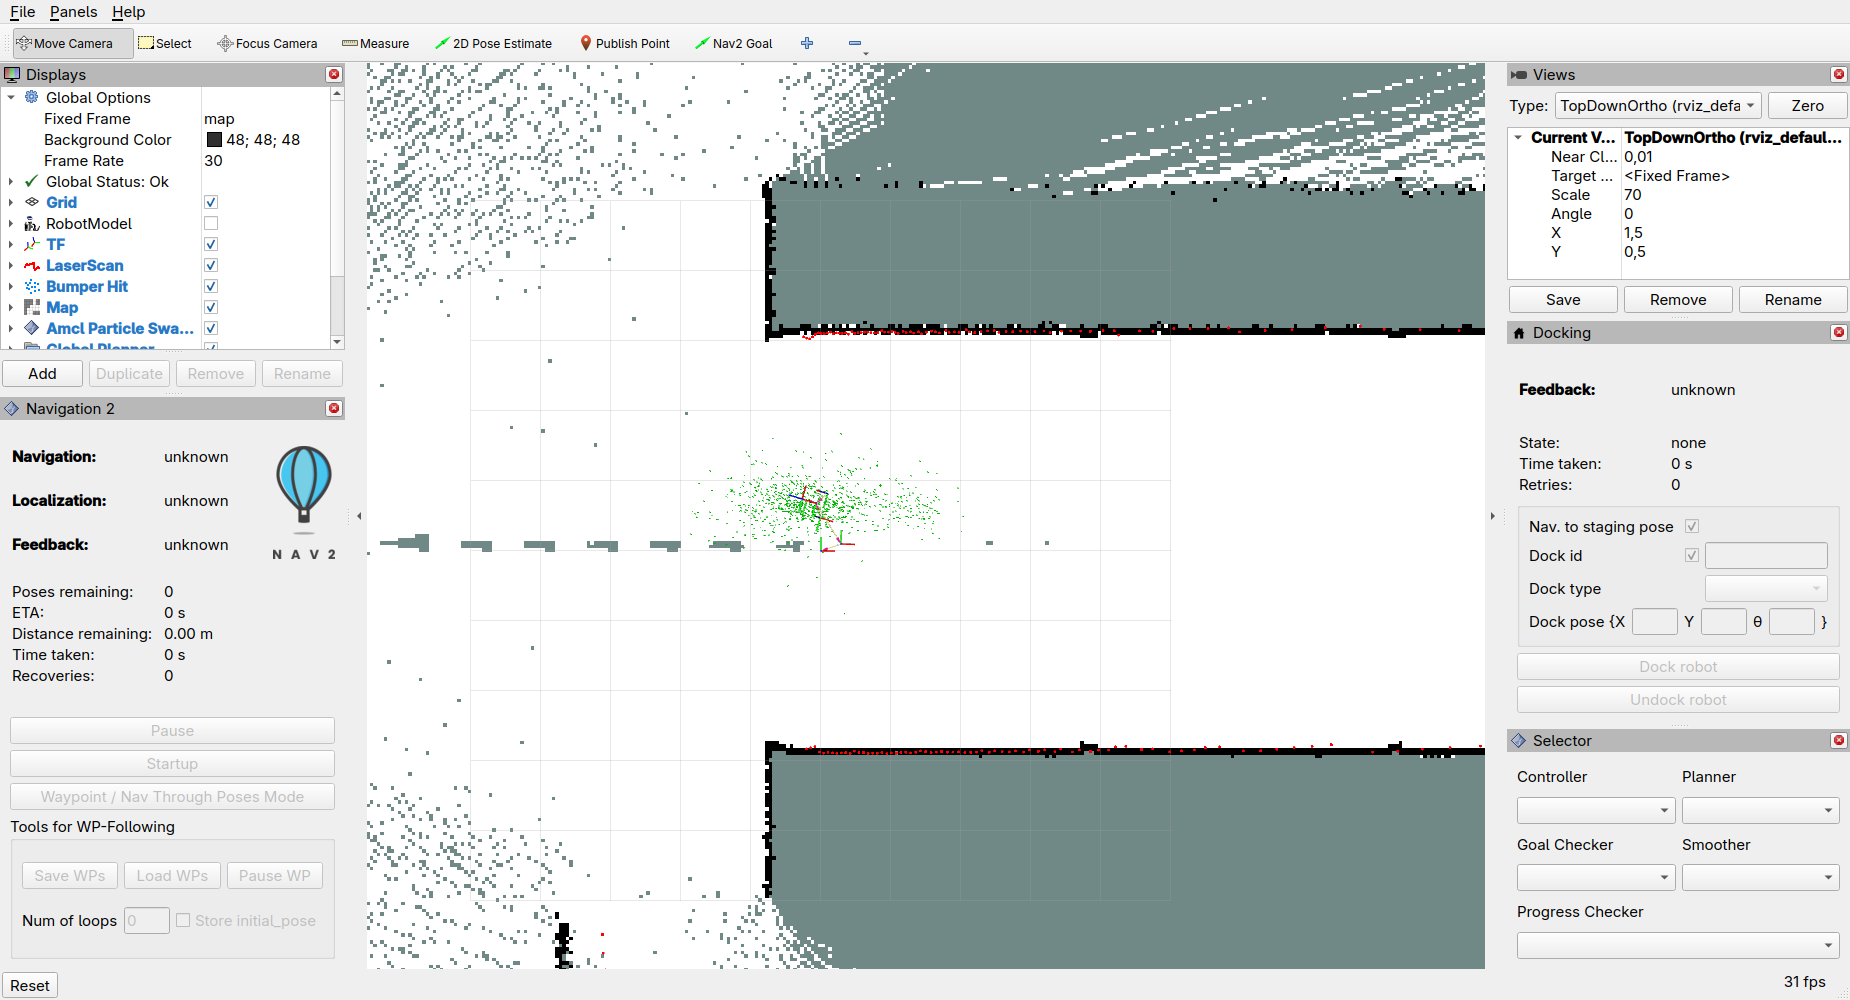 File Panels Help
Move Camera Select Focus Camera Measure 2D Pose Estimate Publish Point Nav2 Goal
Displays
Global Options
Fixed Frame map
Background Color 48; 48; 48
Frame Rate 30
Global Status: Ok
Grid
RobotModel
TF
LaserScan
Bumper Hit
Map
Amcl Particle Swa...
Global Planner
Add Duplicate Remove Rename
Navigation 2
Navigation: unknown
Localization: unknown
Feedback: unknown
NAV2
Poses remaining: 0
ETA: 0 s
Distance remaining: 0.00 m
Time taken: 0 s
Recoveries: 0
Pause
Startup
Waypoint / Nav Through Poses Mode
Tools for WP-Following
Save WPs Load WPs Pause WP
Num of loops 0 Store initial_pose
Reset
Views
Type: TopDownOrtho (rviz_defa Zero
Current V... TopDownOrtho (rviz_defaul...
Near Cl... 0,01
Target ... <Fixed Frame>
Scale 70
Angle 0
X 1,5
Y 0,5
Save Remove Rename
Docking
Feedback: unknown
State: none
Time taken: 0 s
Retries: 0
Nav. to staging pose
Dock id
Dock type
Dock pose {X Y θ }
Dock robot
Undock robot
Selector
Controller Planner
Goal Checker Smoother
Progress Checker
31 fps